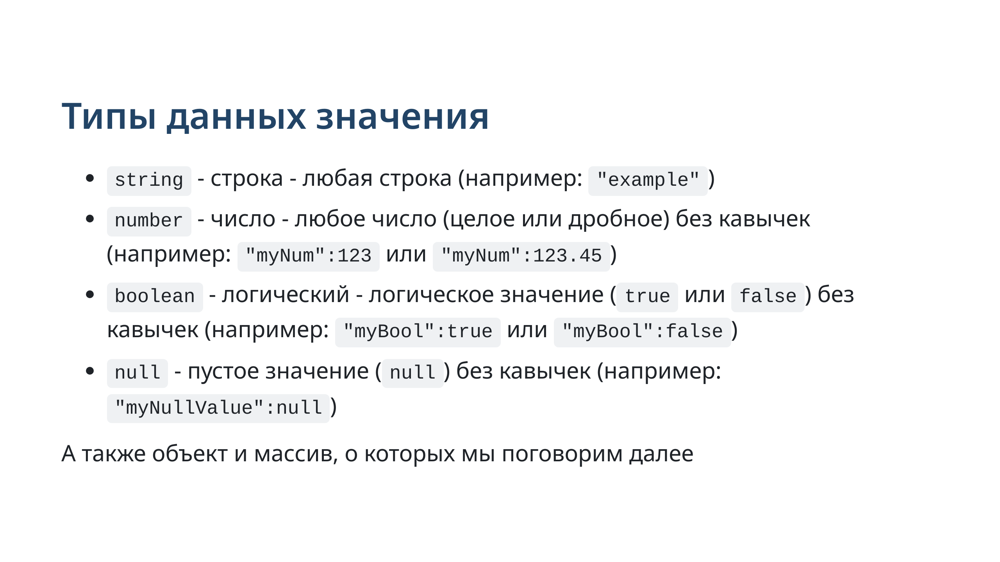 Типы данных значения
string - строка - любая строка (например: "example")
number - число - любое число (целое или дробное) без кавычек
(например: "myNum":123 или "myNum":123.45)
boolean - логический - логическое значение (true или false) без
кавычек (например: "myBool":true или "myBool":false)
null - пустое значение (null) без кавычек (например:
"myNullValue":null)
А также объект и массив, о которых мы поговорим далее